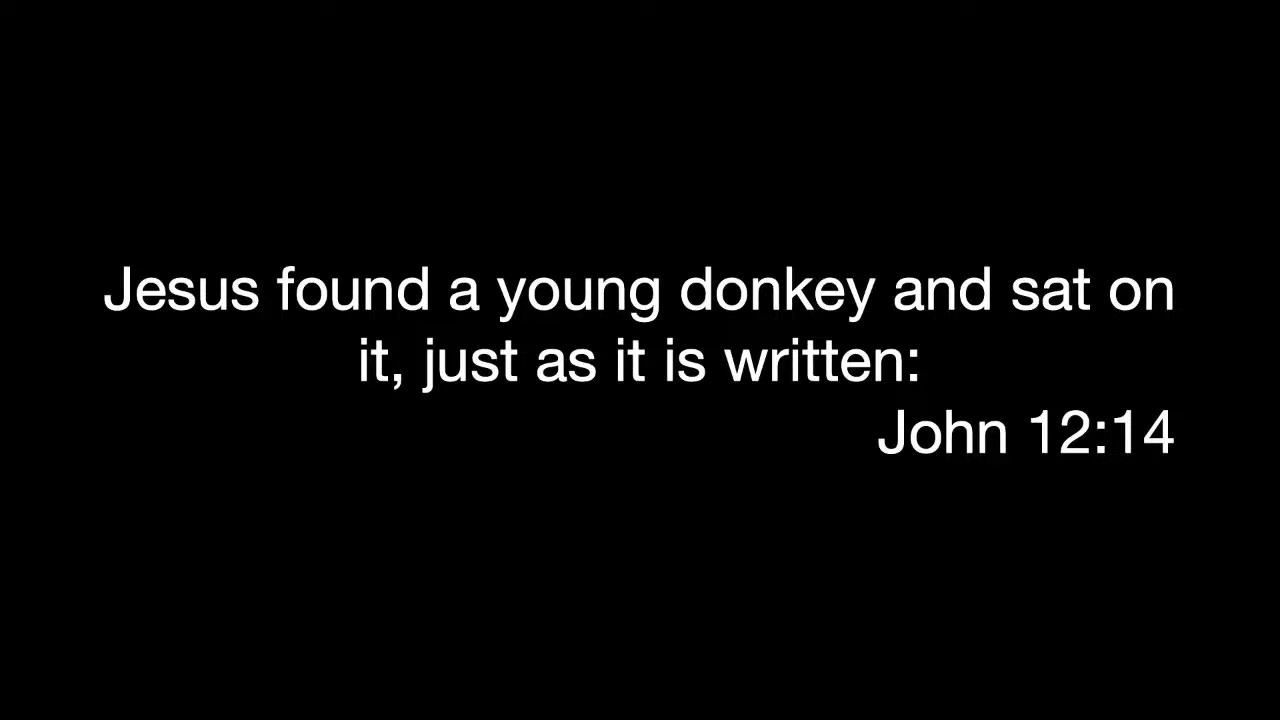 Jesus found a young donkey and sat on
it, just as it is written:
John 12:14